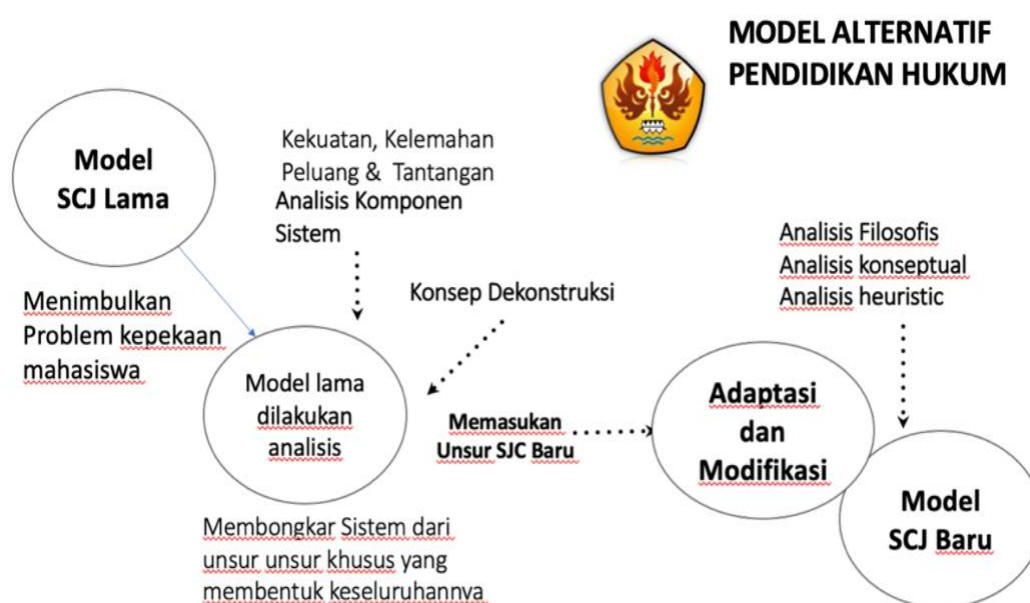 MODEL ALTERNATIF
PENDIDIKAN HUKUM
Model
SCJ Lama
Kekuatan, Kelemahan
Peluang & Tantangan
Analisis Komponen
Sistem
Menimbulkan
Problem kepekaan
mahasiswa
Konsep Dekonstruksi
Model lama
dilakukan
analisis
Memasukan
Unsur SJC Baru
Membongkar Sistem dari
unsur unsur khusus yang
membentuk keseluruhannya
Analisis Filosofis
Analisis konseptual
Analisis heuristic
Adaptasi
dan
Modifikasi
Model
SCJ Baru